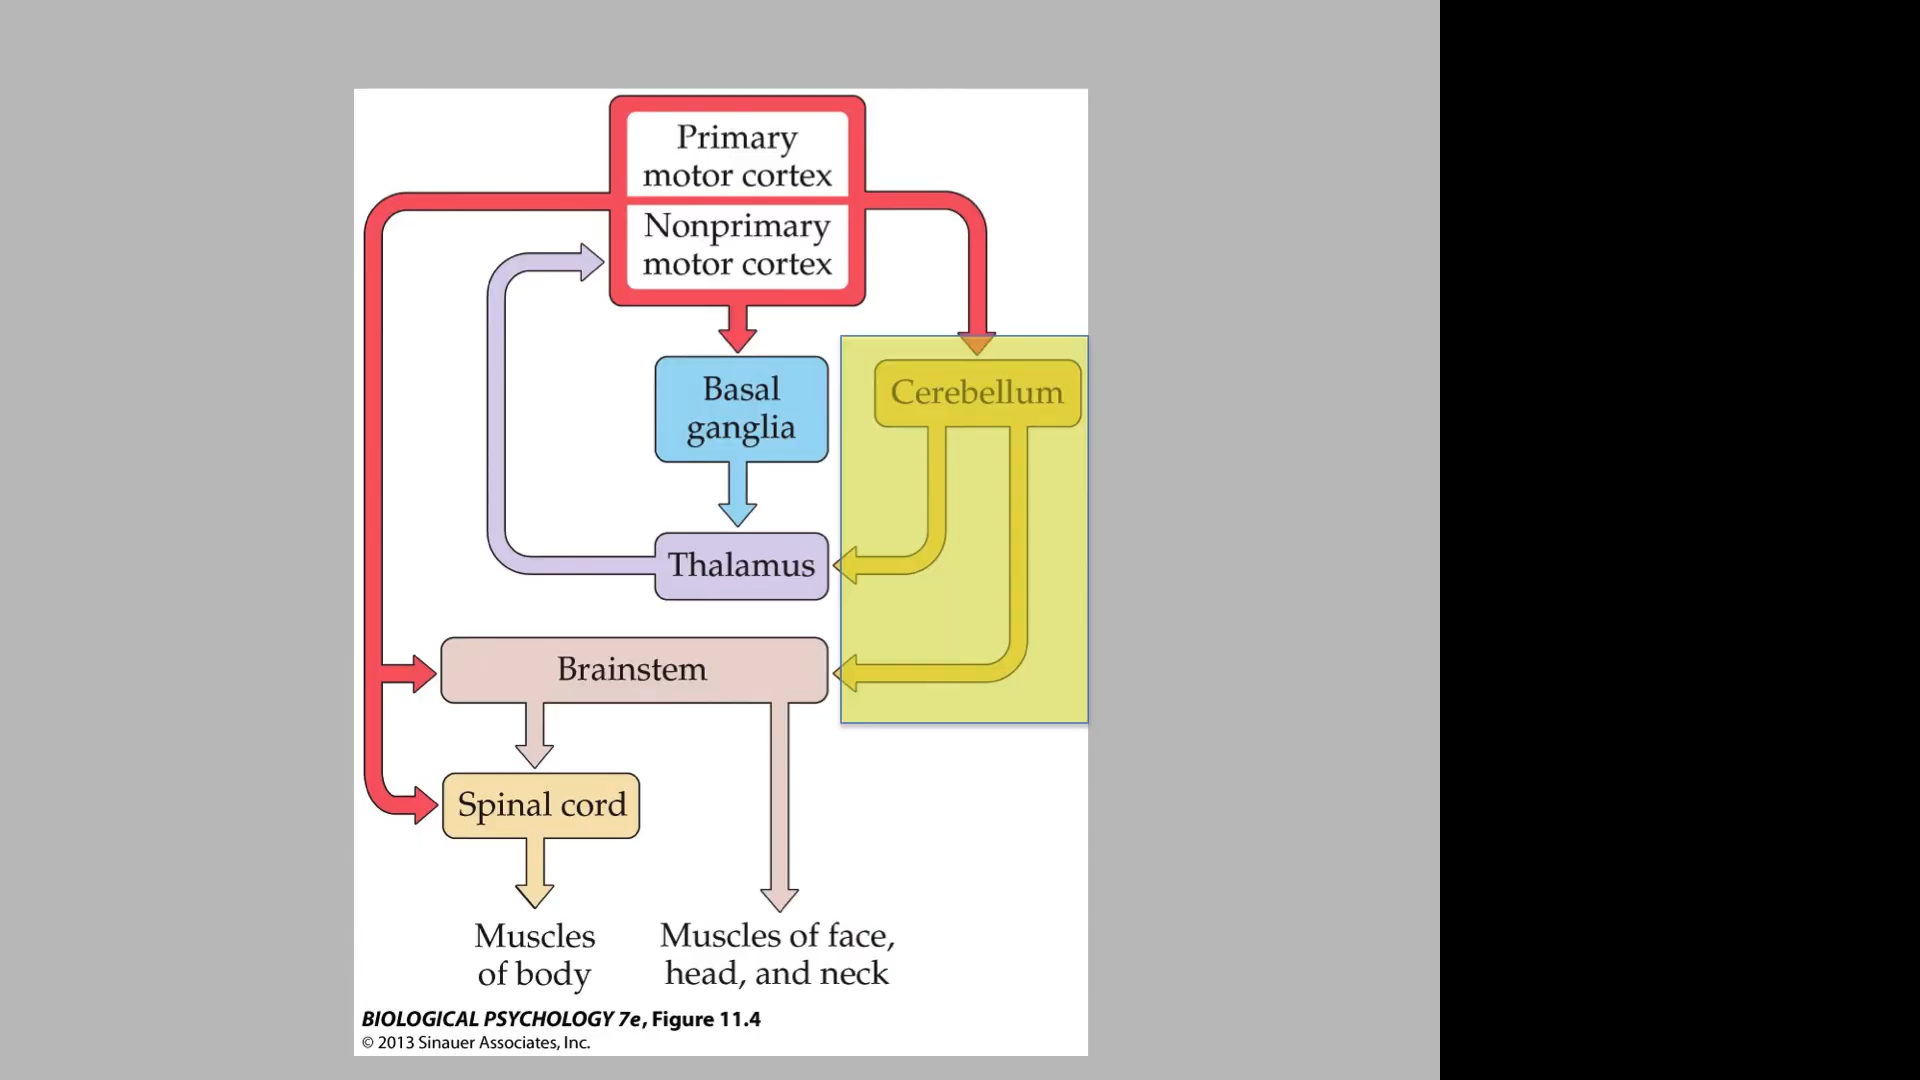 Primary
motor cortex
Nonprimary
motor cortex
Basal
ganglia
Cerebellum
Thalamus
Brainstem
Spinal cord
Muscles
of body
Muscles of face,
head, and neck
BIOLOGICAL PSYCHOLOGY 7e, Figure 11.4
© 2013 Sinauer Associates, Inc.